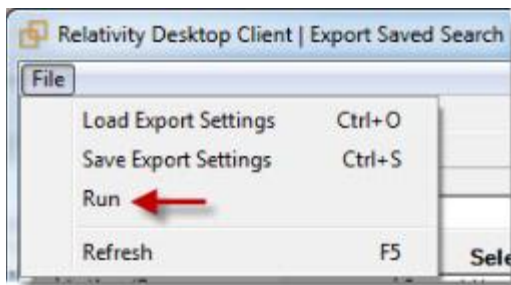 Relativity Desktop Client | Export Saved Search
File
Load Export Settings Ctrl+O
Save Export Settings Ctrl+S
Run
Refresh F5
Sele